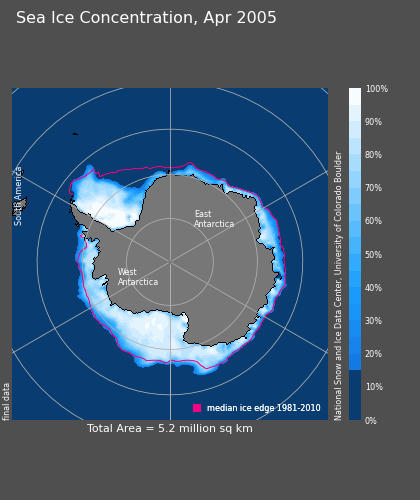 Sea Ice Concentration, Apr 2005
South America
East
Antarctica
West
Antarctica
final data
median ice edge 1981-2010
Total Area = 5.2 million sq km
National Snow and Ice Data Center, University of Colorado Boulder
100%
90%
80%
70%
60%
50%
40%
30%
20%
10%
0%